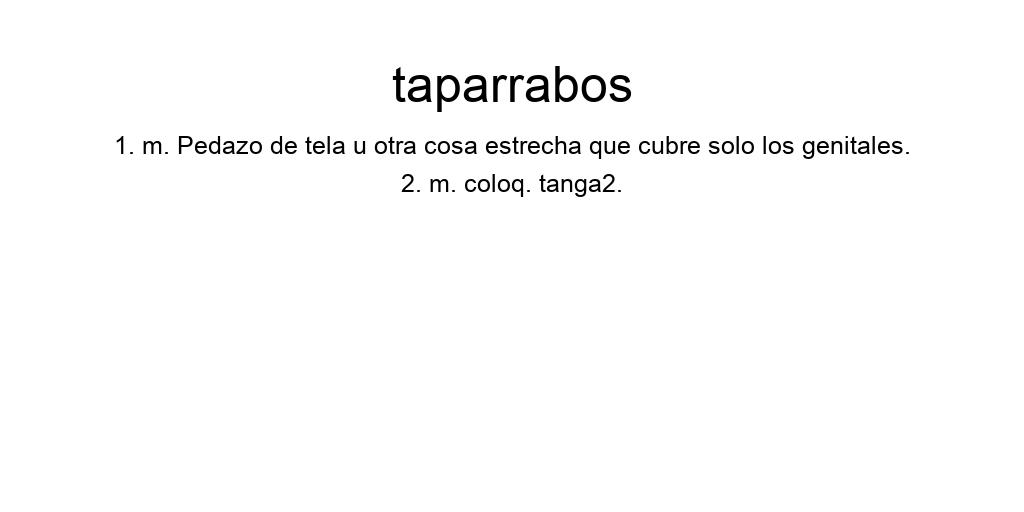 taparrabos
1. m. Pedazo de tela u otra cosa estrecha que cubre solo los genitales.
2. m. coloq. tanga2.